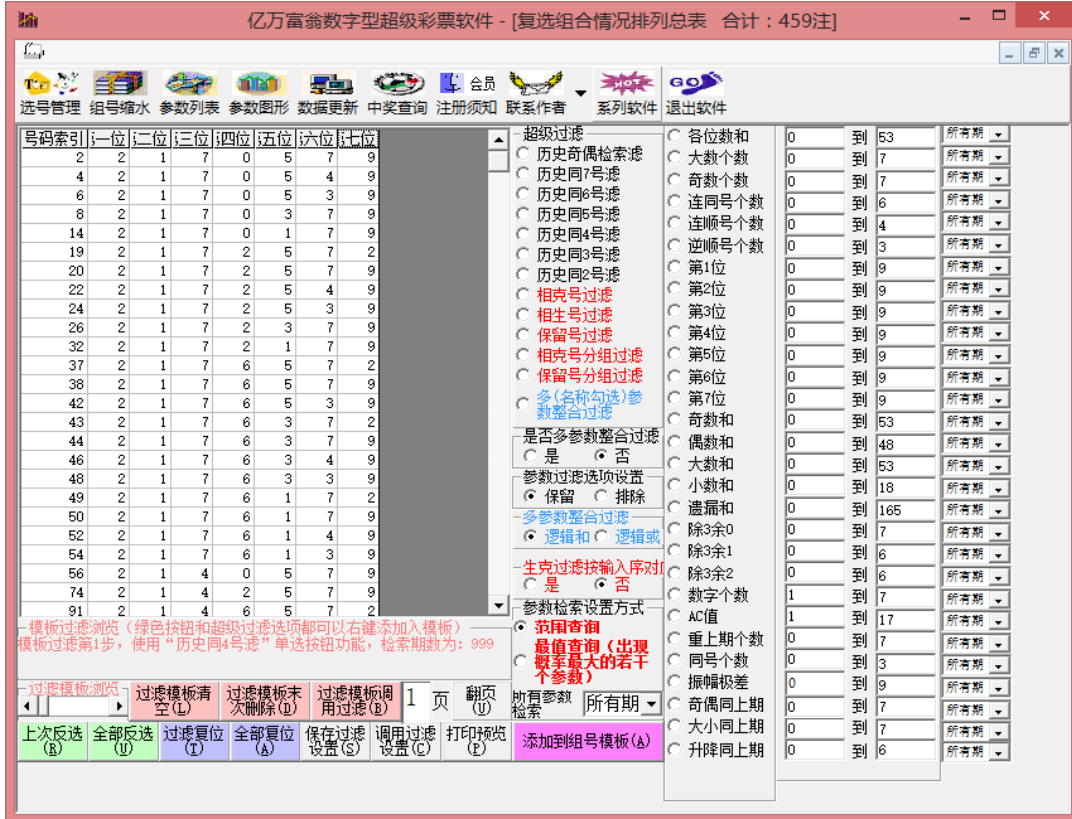 亿万富翁数字型超级彩票软件 - [复选组合情况排列总表 合计：459注]
选号管理 组号缩水 参数列表 参数图形 数据更新 中奖查询 注册须知 会员 联系作者 HOT 系列软件 GO 退出软件
号码索引 一位 二位 三位 四位 五位 六位 七位
2 2 1 7 0 5 7 9
4 2 1 7 0 5 4 9
6 2 1 7 0 5 3 9
8 2 1 7 0 3 7 9
14 2 1 7 0 1 7 9
19 2 1 7 2 5 7 2
20 2 1 7 2 5 7 9
22 2 1 7 2 5 4 9
24 2 1 7 2 5 3 9
26 2 1 7 2 3 7 9
32 2 1 7 2 1 7 9
37 2 1 7 6 5 7 2
38 2 1 7 6 5 7 9
42 2 1 7 6 5 3 9
43 2 1 7 6 3 7 2
44 2 1 7 6 3 7 9
46 2 1 7 6 3 4 9
48 2 1 7 6 3 3 9
49 2 1 7 6 1 7 2
50 2 1 7 6 1 7 9
52 2 1 7 6 1 4 9
54 2 1 7 6 1 3 9
56 2 1 4 0 5 7 9
74 2 1 4 2 5 7 9
91 2 1 4 6 5 7 2
模板过滤浏览（绿色按钮和超级过滤选项都可以右键添加入模板）
模板过滤第1步，使用“历史同4号滤”单选按钮功能，检索期数为：999
过滤模板浏览
过滤模板清空(L)
过滤模板末次删除(D)
过滤模板调用过滤(B)
1 页
翻页(U)
上次反选(R)
全部反选(U)
过滤复位(T)
全部复位(A)
保存过滤设置(S)
调用过滤设置(C)
打印预览(P)
超级过滤
历史奇偶检索滤
历史同7号滤
历史同6号滤
历史同5号滤
历史同4号滤
历史同3号滤
历史同2号滤
相克号过滤
相生号过滤
保留号过滤
相克号分组过滤
保留号分组过滤
多(名称勾选)参
数整合过滤
是否多参数整合过滤
是 否
参数过滤选项设置
保留 排除
多参数整合过滤
逻辑和 逻辑或
生克过滤按输入序对应
是 否
参数检索设置方式
范围查询
最值查询（出现
概率最大的若干
个参数）
所有参数
检索 所有期
添加到组号模板(A)
各位数和 0 到 53 所有期
大数个数 0 到 7 所有期
奇数个数 0 到 7 所有期
连同号个数 0 到 6 所有期
连顺号个数 0 到 4 所有期
逆顺号个数 0 到 3 所有期
第1位 0 到 9 所有期
第2位 0 到 9 所有期
第3位 0 到 9 所有期
第4位 0 到 9 所有期
第5位 0 到 9 所有期
第6位 0 到 9 所有期
第7位 0 到 9 所有期
奇数和 0 到 53 所有期
偶数和 0 到 48 所有期
大数和 0 到 53 所有期
小数和 0 到 18 所有期
遗漏和 0 到 165 所有期
除3余0 0 到 7 所有期
除3余1 0 到 6 所有期
除3余2 0 到 6 所有期
数字个数 1 到 7 所有期
AC值 1 到 17 所有期
重上期个数 0 到 7 所有期
同号个数 0 到 3 所有期
振幅极差 0 到 9 所有期
奇偶同上期 0 到 7 所有期
大小同上期 0 到 7 所有期
升降同上期 0 到 6 所有期